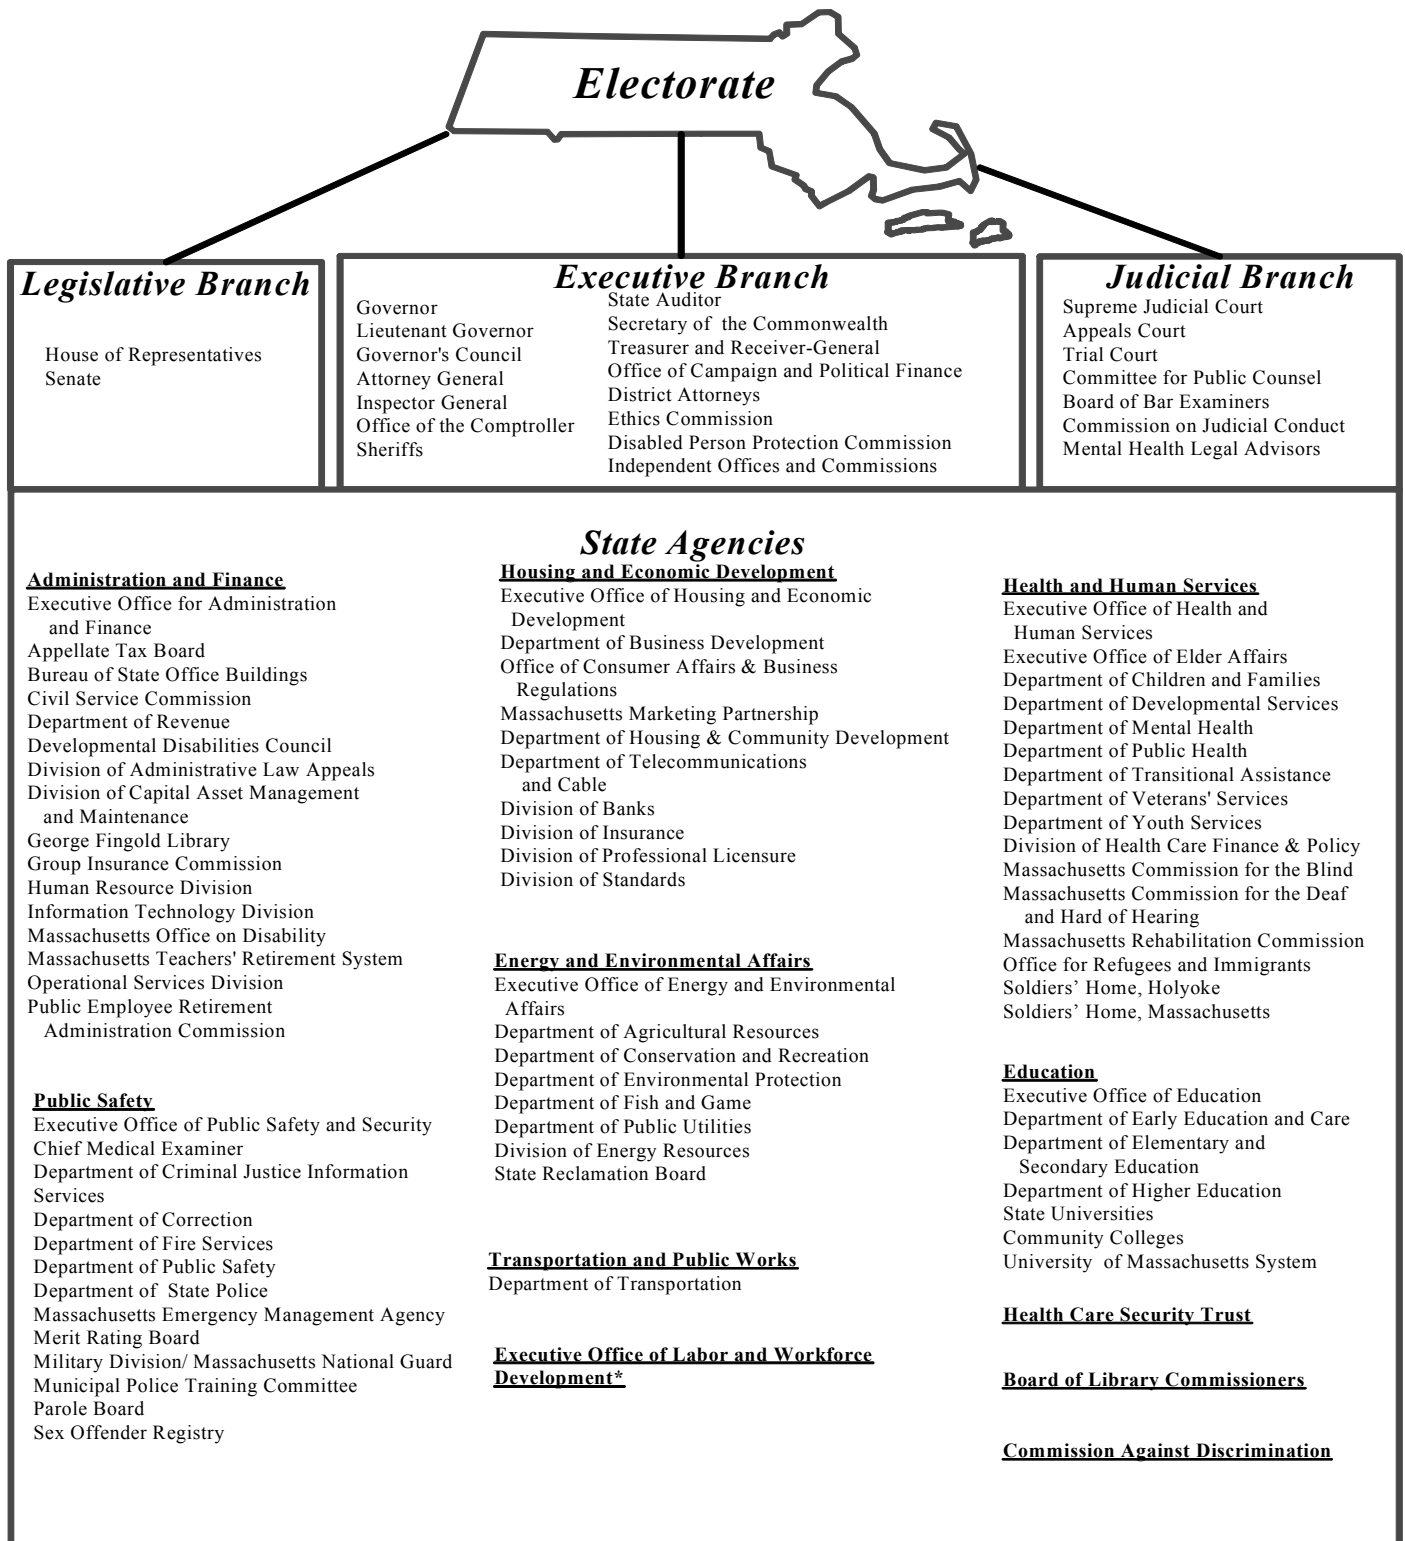 Electorate
Legislative Branch
House of Representatives
Senate
Executive Branch
Governor
Lieutenant Governor
Governor's Council
Attorney General
Inspector General
Office of the Comptroller
Sheriffs
State Auditor
Secretary of the Commonwealth
Treasurer and Receiver-General
Office of Campaign and Political Finance
District Attorneys
Ethics Commission
Disabled Person Protection Commission
Independent Offices and Commissions
Judicial Branch
Supreme Judicial Court
Appeals Court
Trial Court
Committee for Public Counsel
Board of Bar Examiners
Commission on Judicial Conduct
Mental Health Legal Advisors
State Agencies
Administration and Finance
Executive Office for Administration
and Finance
Appellate Tax Board
Bureau of State Office Buildings
Civil Service Commission
Department of Revenue
Developmental Disabilities Council
Division of Administrative Law Appeals
Division of Capital Asset Management
and Maintenance
George Fingold Library
Group Insurance Commission
Human Resource Division
Information Technology Division
Massachusetts Office on Disability
Massachusetts Teachers' Retirement System
Operational Services Division
Public Employee Retirement
Administration Commission
Public Safety
Executive Office of Public Safety and Security
Chief Medical Examiner
Department of Criminal Justice Information
Services
Department of Correction
Department of Fire Services
Department of Public Safety
Department of State Police
Massachusetts Emergency Management Agency
Merit Rating Board
Military Division/ Massachusetts National Guard
Municipal Police Training Committee
Parole Board
Sex Offender Registry
Housing and Economic Development
Executive Office of Housing and Economic
Development
Department of Business Development
Office of Consumer Affairs & Business
Regulations
Massachusetts Marketing Partnership
Department of Housing & Community Development
Department of Telecommunications
and Cable
Division of Banks
Division of Insurance
Division of Professional Licensure
Division of Standards
Energy and Environmental Affairs
Executive Office of Energy and Environmental
Affairs
Department of Agricultural Resources
Department of Conservation and Recreation
Department of Environmental Protection
Department of Fish and Game
Department of Public Utilities
Division of Energy Resources
State Reclamation Board
Transportation and Public Works
Department of Transportation
Executive Office of Labor and Workforce
Development*
Health and Human Services
Executive Office of Health and
Human Services
Executive Office of Elder Affairs
Department of Children and Families
Department of Developmental Services
Department of Mental Health
Department of Public Health
Department of Transitional Assistance
Department of Veterans' Services
Department of Youth Services
Division of Health Care Finance & Policy
Massachusetts Commission for the Blind
Massachusetts Commission for the Deaf
and Hard of Hearing
Massachusetts Rehabilitation Commission
Office for Refugees and Immigrants
Soldiers’ Home, Holyoke
Soldiers’ Home, Massachusetts
Education
Executive Office of Education
Department of Early Education and Care
Department of Elementary and
Secondary Education
Department of Higher Education
State Universities
Community Colleges
University of Massachusetts System
Health Care Security Trust
Board of Library Commissioners
Commission Against Discrimination